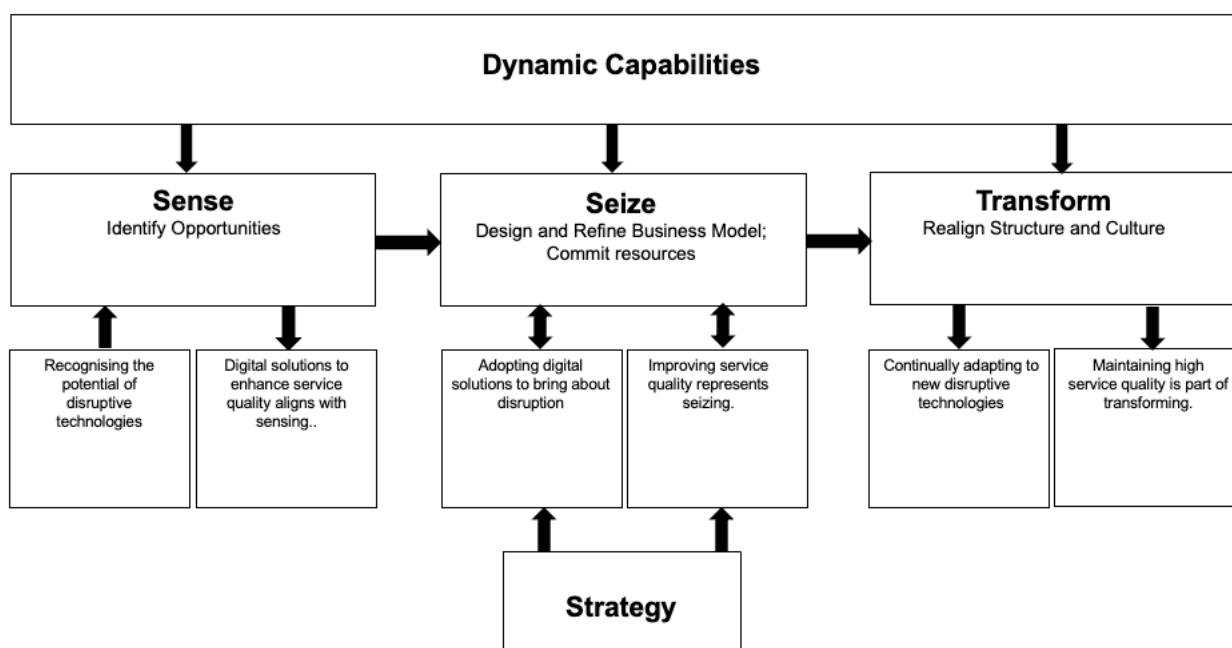 Dynamic Capabilities
Sense
Identify Opportunities
Seize
Design and Refine Business Model;
Commit resources
Transform
Realign Structure and Culture
Recognising the
potential of
disruptive
technologies
Digital solutions to
enhance service
quality aligns with
sensing..
Adopting digital
solutions to bring about
disruption
Improving service
quality represents
seizing.
Continually adapting to
new disruptive
technologies
Maintaining high
service quality is part of
transforming.
Strategy